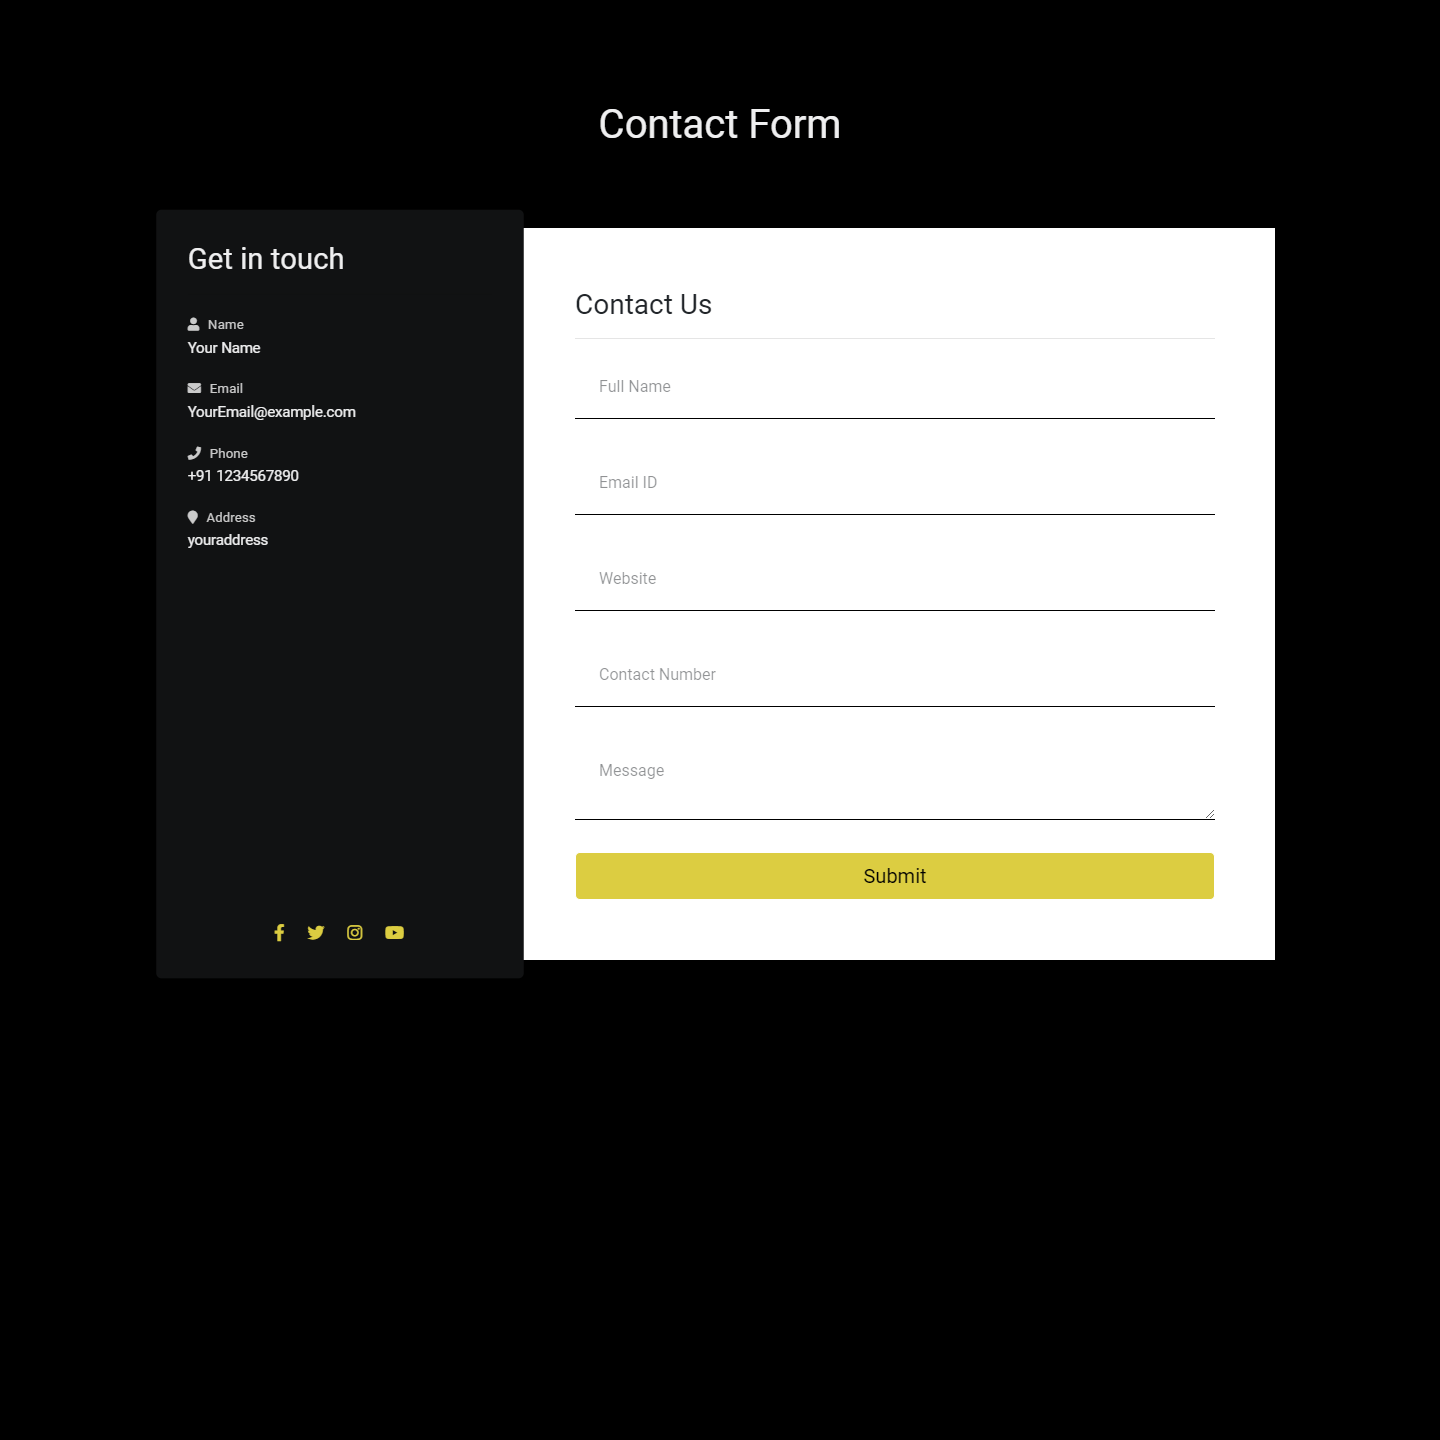 Contact Form
Get in touch
Name
Your Name
Email
YourEmail@example.com
Phone
+91 1234567890
Address
youraddress
Contact Us
Full Name
Email ID
Website
Contact Number
Message
Submit